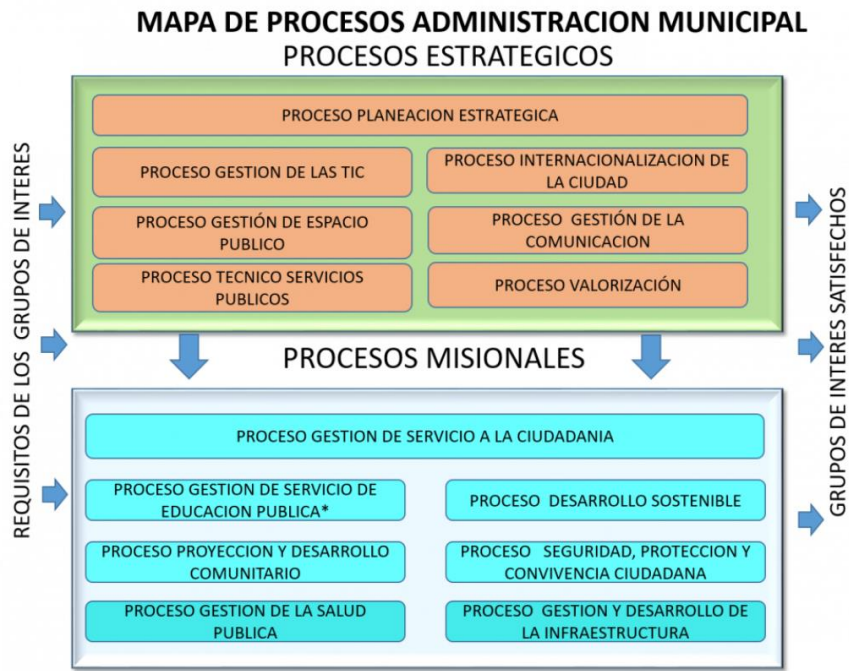 MAPA DE PROCESOS ADMINISTRACION MUNICIPAL
PROCESOS ESTRATEGICOS
REQUISITOS DE LOS GRUPOS DE INTERES
PROCESO PLANEACION ESTRATEGICA
PROCESO GESTION DE LAS TIC
PROCESO INTERNACIONALIZACION DE
LA CIUDAD
PROCESO GESTIÓN DE ESPACIO
PUBLICO
PROCESO GESTIÓN DE LA
COMUNICACION
PROCESO TECNICO SERVICIOS
PUBLICOS
PROCESO VALORIZACIÓN
PROCESOS MISIONALES
PROCESO GESTION DE SERVICIO A LA CIUDADANIA
PROCESO GESTION DE SERVICIO DE
EDUCACION PUBLICA*
PROCESO DESARROLLO SOSTENIBLE
PROCESO PROYECCION Y DESARROLLO
COMUNITARIO
PROCESO SEGURIDAD, PROTECCION Y
CONVIVENCIA CIUDADANA
PROCESO GESTION DE LA SALUD
PUBLICA
PROCESO GESTION Y DESARROLLO DE
LA INFRAESTRUCTURA
GRUPOS DE INTERES SATISFECHOS